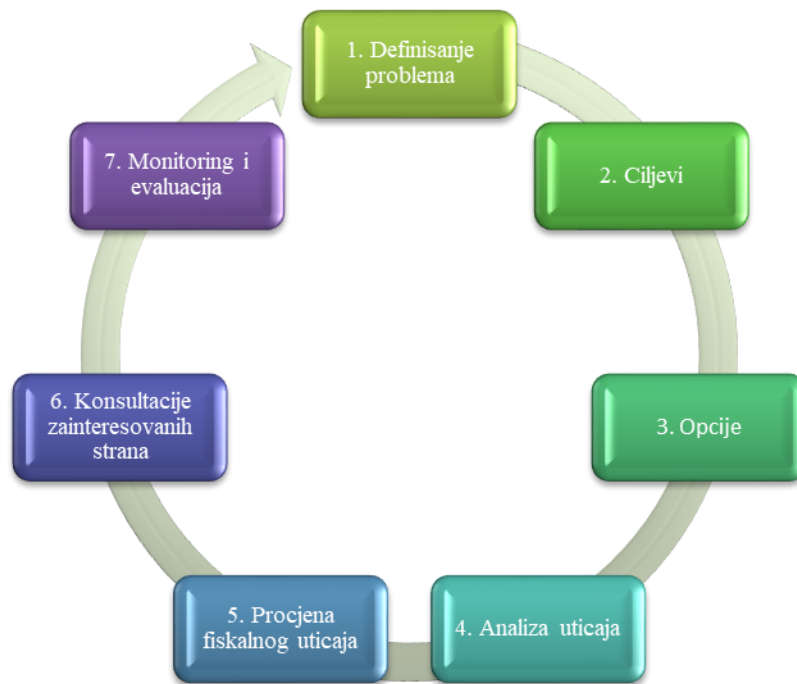 1. Definisanje
problema
2. Ciljevi
3. Opcije
4. Analiza uticaja
5. Procjena
fiskalnog uticaja
6. Konsultacije
zainteresovanih
strana
7. Monitoring i
evaluacija